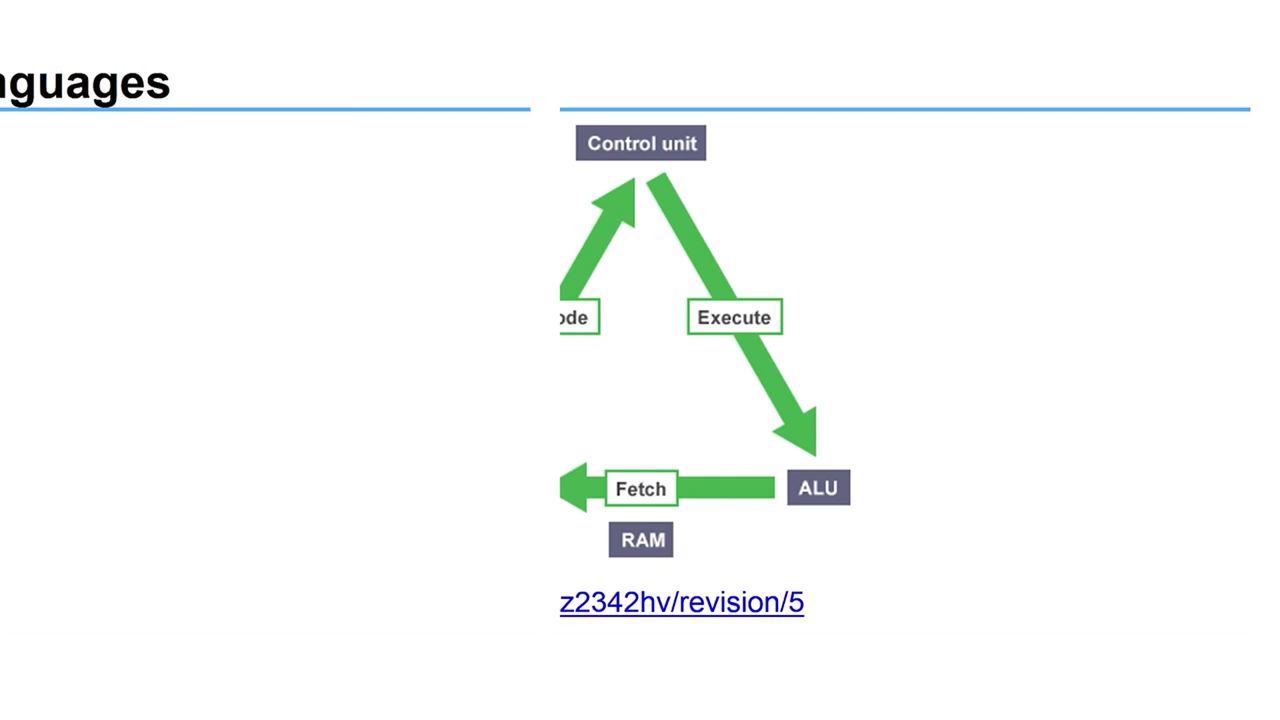 nguages
Control unit
ode
Execute
Fetch
ALU
RAM
z2342hv/revision/5